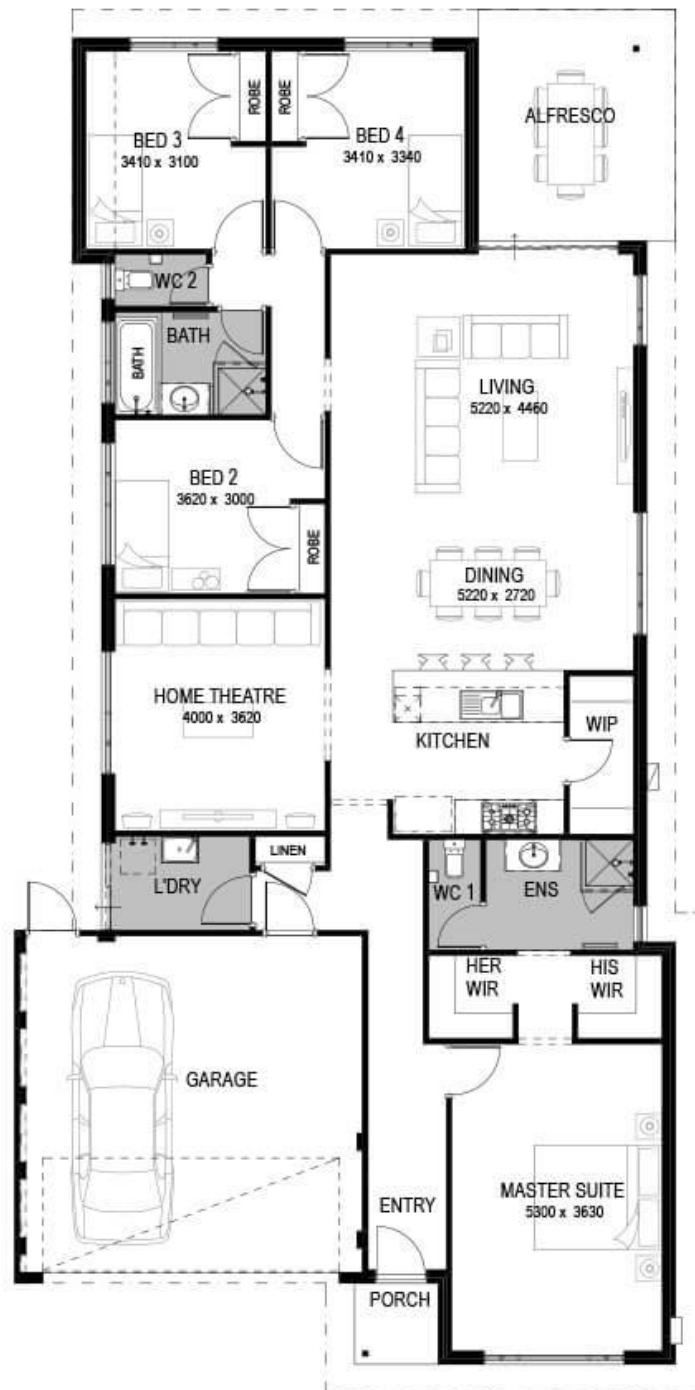 ROBE
ROBE
BED 3
3410 x 3100
BED 4
3410 x 3340
ALFRESCO
WC 2
BATH
BATH
LIVING
5220 x 4460
BED 2
3620 x 3000
ROBE
DINING
5220 x 2720
HOME THEATRE
4000 x 3620
KITCHEN
WIP
LINEN
L'DRY
WC 1
ENS
HER
WIR
HIS
WIR
GARAGE
MASTER SUITE
5300 x 3630
ENTRY
PORCH